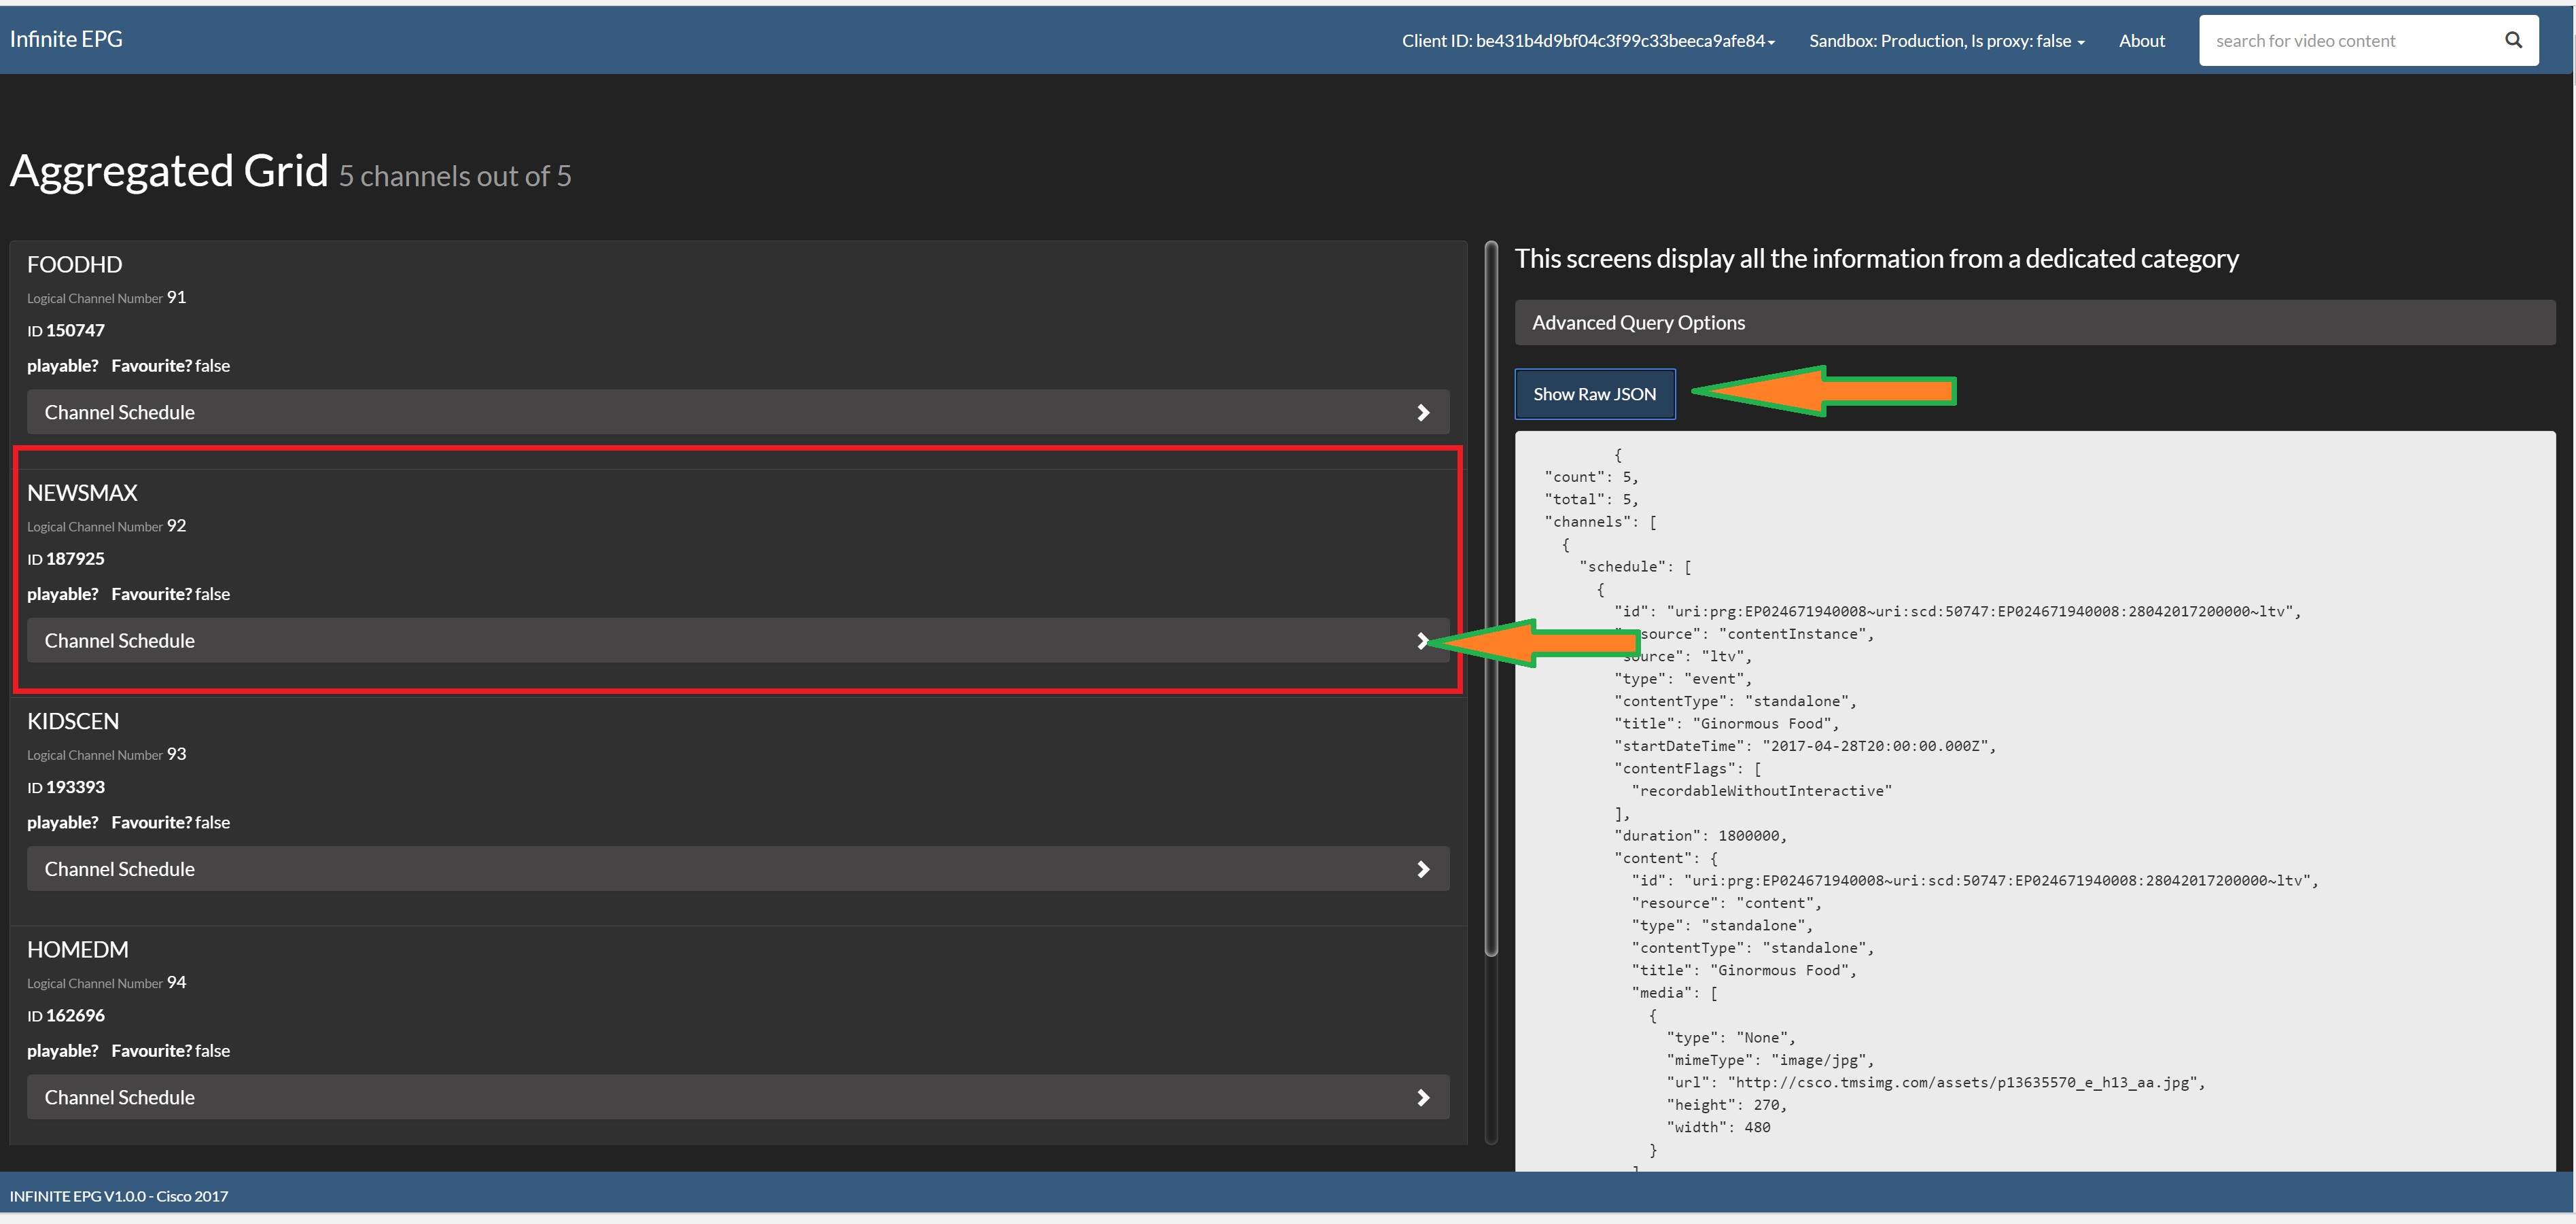 Infinite EPG
Client ID: be431b4d9bf04c3f99c33beeca9afe84
Sandbox: Production, Is proxy: false
About
search for video content
Aggregated Grid 5 channels out of 5
FOODHD
Logical Channel Number 91
ID 150747
playable? Favourite? false
Channel Schedule
NEWSMAX
Logical Channel Number 92
ID 187925
playable? Favourite? false
Channel Schedule
KIDSCEN
Logical Channel Number 93
ID 193393
playable? Favourite? false
Channel Schedule
HOMEDM
Logical Channel Number 94
ID 162696
playable? Favourite? false
Channel Schedule
This screens display all the information from a dedicated category
Advanced Query Options
Show Raw JSON
{
"count": 5,
"total": 5,
"channels": [
{
"schedule": [
{
"id": "uri:prg:EP024671940008~uri:scd:50747:EP024671940008:28042017200000~ltv",
source": "contentInstance",
source": "ltv",
"type": "event",
"contentType": "standalone",
"title": "Ginormous Food",
"startDateTime": "2017-04-28T20:00:00.000Z",
"contentFlags": [
"recordableWithoutInteractive"
],
"duration": 1800000,
"content": {
"id": "uri:prg:EP024671940008~uri:scd:50747:EP024671940008:28042017200000~ltv",
"resource": "content",
"type": "standalone",
"contentType": "standalone",
"title": "Ginormous Food",
"media": [
{
"type": "None",
"mimeType": "image/jpg",
"url": "http://csco.tmsimg.com/assets/p13635570_e_h13_aa.jpg",
"height": 270,
"width": 480
}
INFINITE EPG V1.0.0 - Cisco 2017